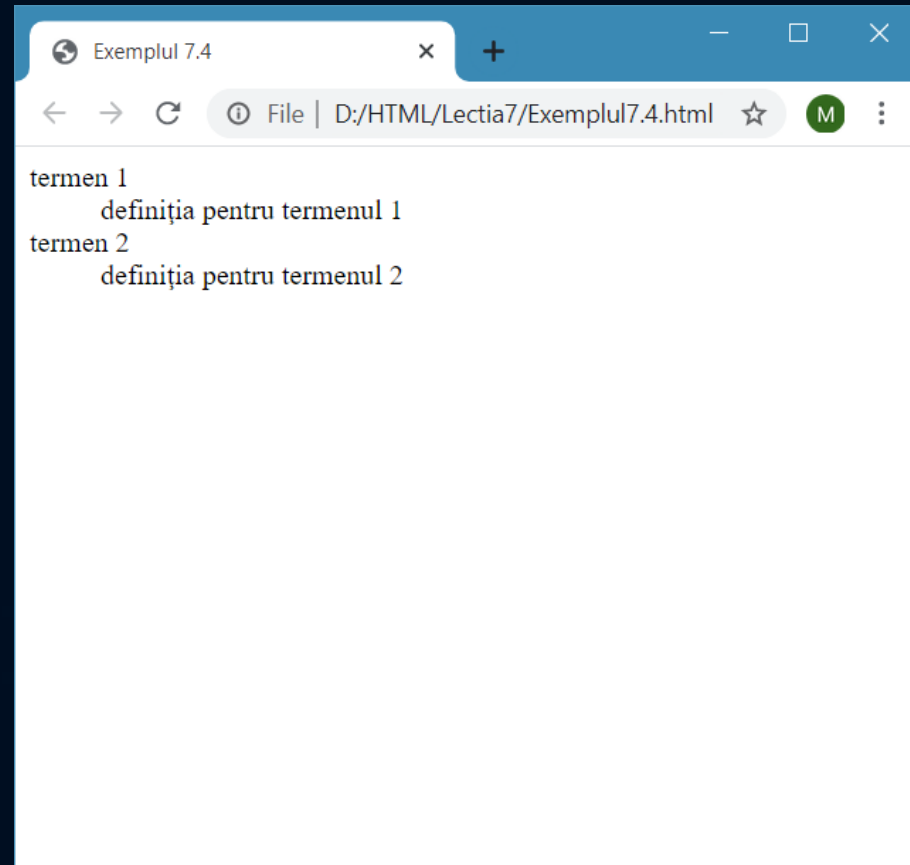 Exemplul 7.4
File | D:/HTML/Lectia7/Exemplul7.4.html
M
termen 1
definiția pentru termenul 1
termen 2
definiția pentru termenul 2